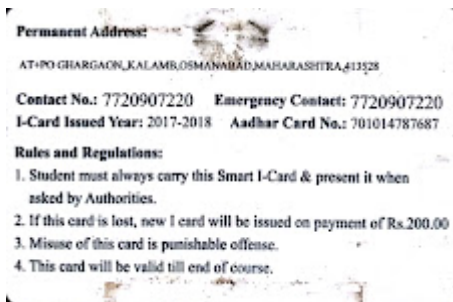 Permanent Address:
AT+PO GHARGAON,KALAMB,OSMANABAD,MAHARASHTRA,413528
Contact No.: 7720907220 Emergency Contact: 7720907220
I-Card Issued Year: 2017-2018 Aadhar Card No.: 701014787687
Rules and Regulations:
1. Student must always carry this Smart I-Card & present it when
asked by Authorities.
2. If this card is lost, new I card will be issued on payment of Rs.200.00
3. Misuse of this card is punishable offense.
4. This card will be valid till end of course.